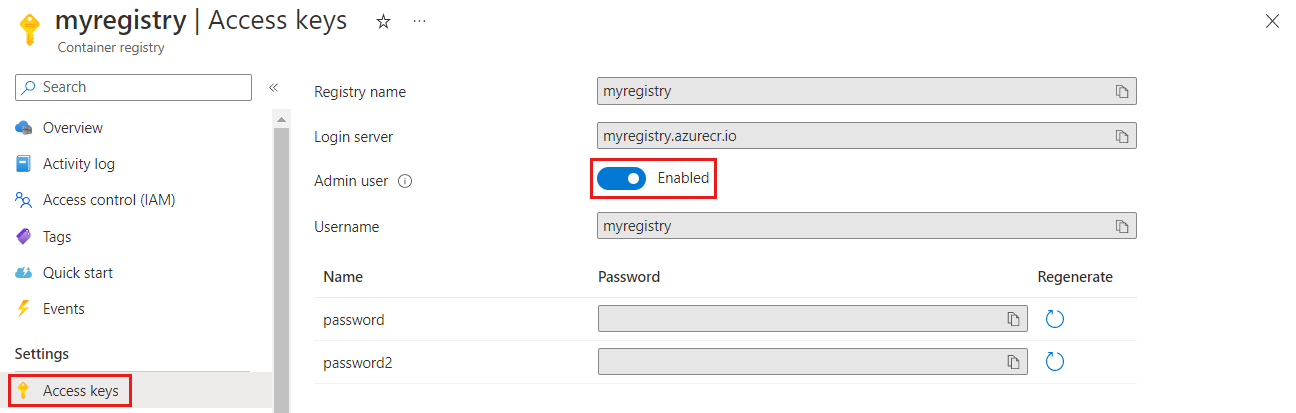 myregistry | Access keys
Container registry
Search
Overview
Activity log
Access control (IAM)
Tags
Quick start
Events
Settings
Access keys
Registry name myregistry
Login server myregistry.azurecr.io
Admin user Enabled
Username myregistry
Name Password Regenerate
password
password2